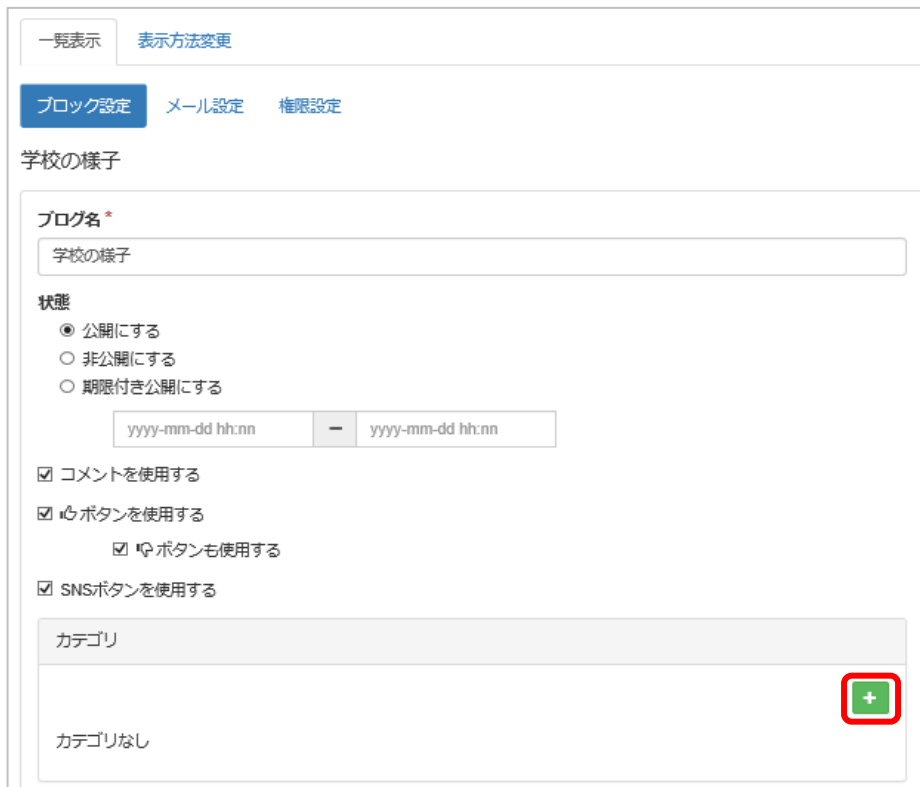 一覧表示 表示方法変更
ブロック設定 メール設定 権限設定
学校の様子
ブログ名 *
学校の様子
状態
公開にする
非公開にする
期限付き公開にする
yyyy-mm-dd hh:nn − yyyy-mm-dd hh:nn
コメントを使用する
ボタンを使用する
ボタンも使用する
SNSボタンを使用する
カテゴリ
+
カテゴリなし